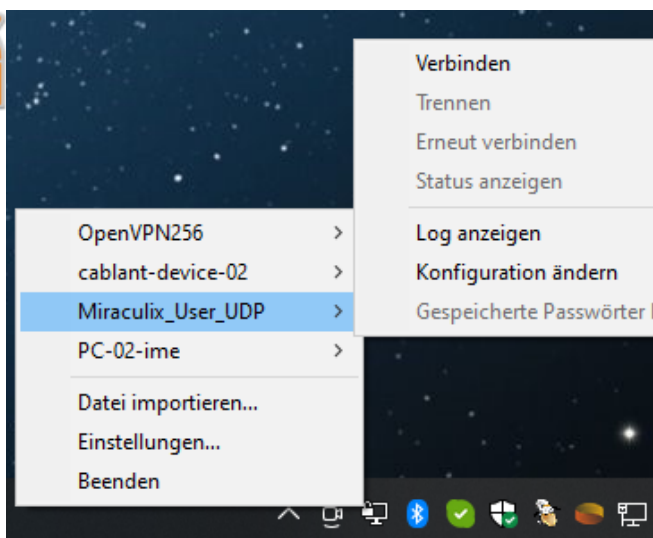 Verbinden
Trennen
Erneut verbinden
Status anzeigen
Log anzeigen
Konfiguration ändern
Gespeicherte Passwörter
OpenVPN256
cablant-device-02
Miraculix_User_UDP
PC-02-ime
Datei importieren...
Einstellungen...
Beenden